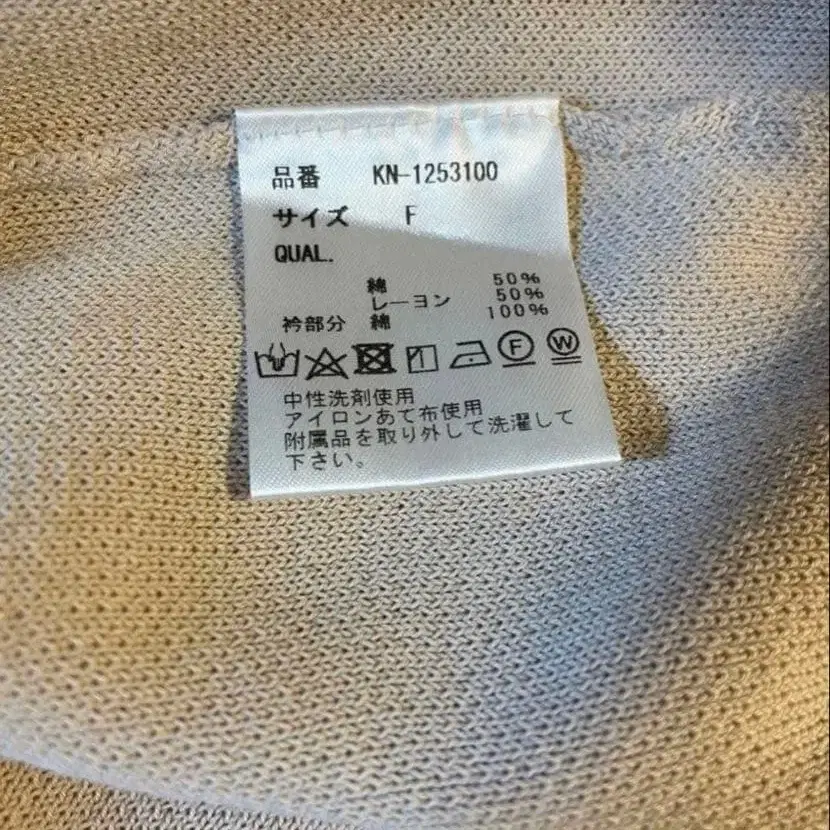 品番 KN-1253100
サイズ F
QUAL.
綿 50%
レーヨン 50%
衿部分 綿 100%
F W
中性洗剤使用
アイロンあて布使用
附属品を取り外して洗濯して
下さい。